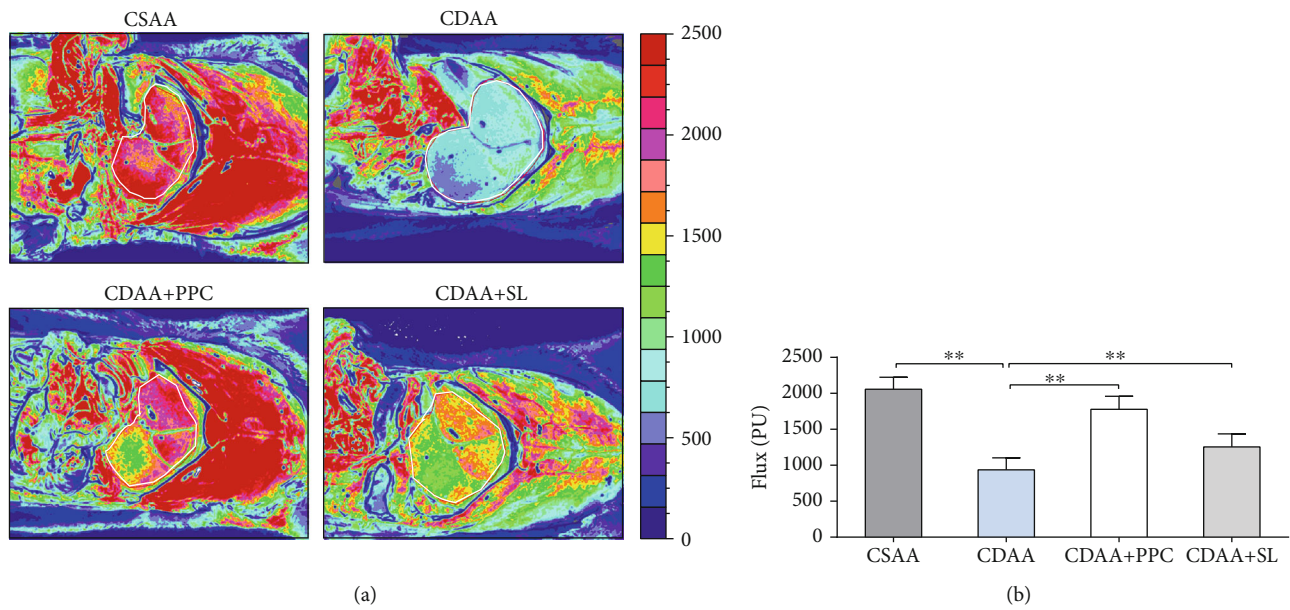 CSAA
CDAA
CDAA+PPC
CDAA+SL
2500
2000
1500
1000
500
0
(a)
Flux (PU)
2500
2000
1500
1000
500
0
**
**
**
CSAA
CDAA
CDAA+PPC
CDAA+SL
(b)